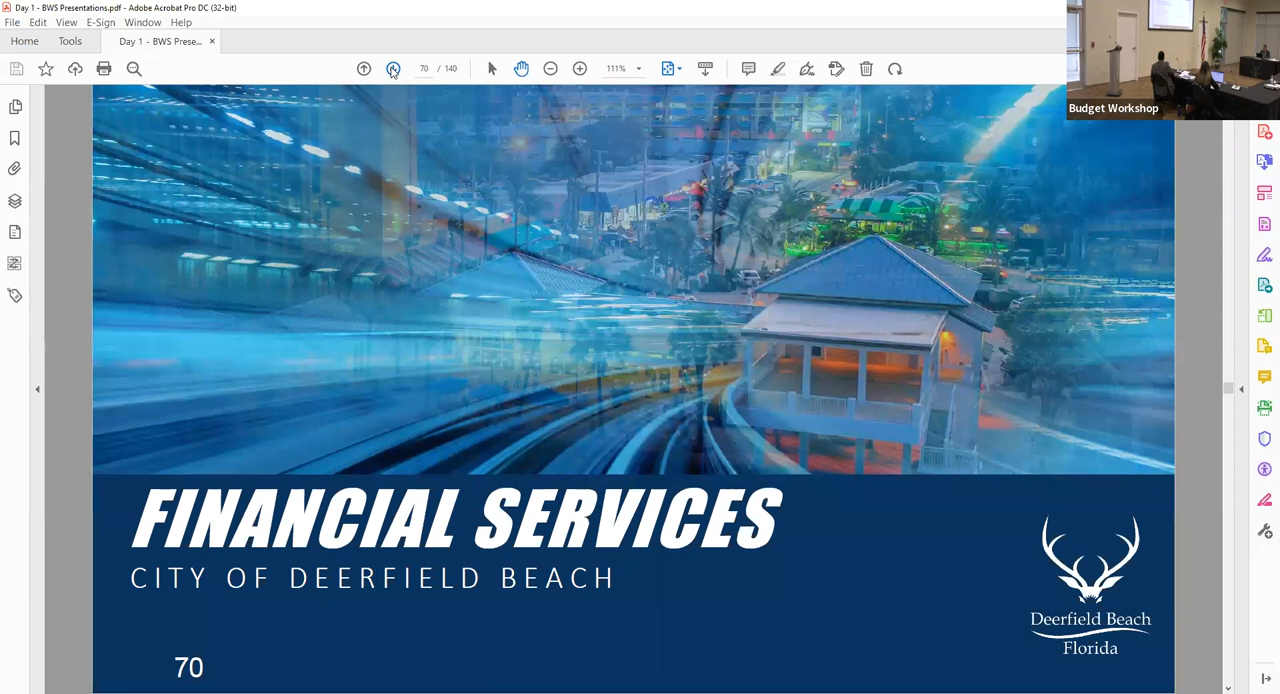 Day 1 - BWS Presentations.pdf - Adobe Acrobat Pro DC (32-bit)
File Edit View E-Sign Window Help
Home Tools Day 1 - BWS Prese... ×
70 / 140 111%
Budget Workshop
FINANCIAL SERVICES
CITY OF DEERFIELD BEACH
Deerfield Beach
Florida
70